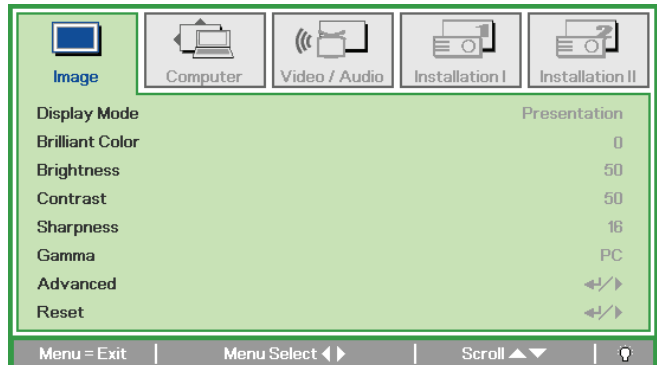 Image Computer Video / Audio Installation I Installation II
Display Mode Presentation
Brilliant Color 0
Brightness 50
Contrast 50
Sharpness 16
Gamma PC
Advanced ↵/▶
Reset ↵/▶
Menu = Exit | Menu Select ◀▶ | Scroll ▲▼ |